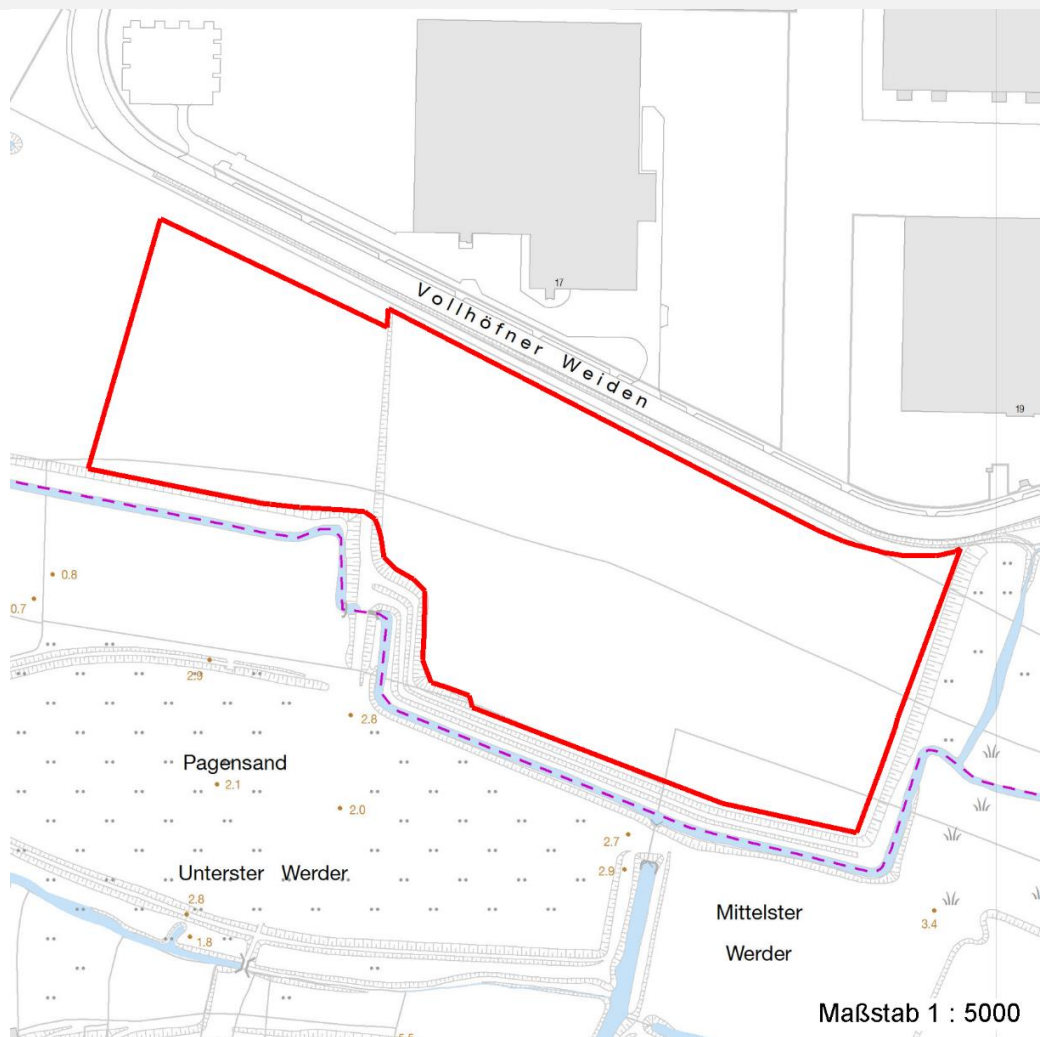 17
Vollhöfner Weiden
19
0.8
0.7
2.9
2.8
Pagensand
2.1
2.0
2.7
Unterster Werder
2.9
2.8
Mittelster
Werder
3.4
1.8
Maßstab 1 : 5000